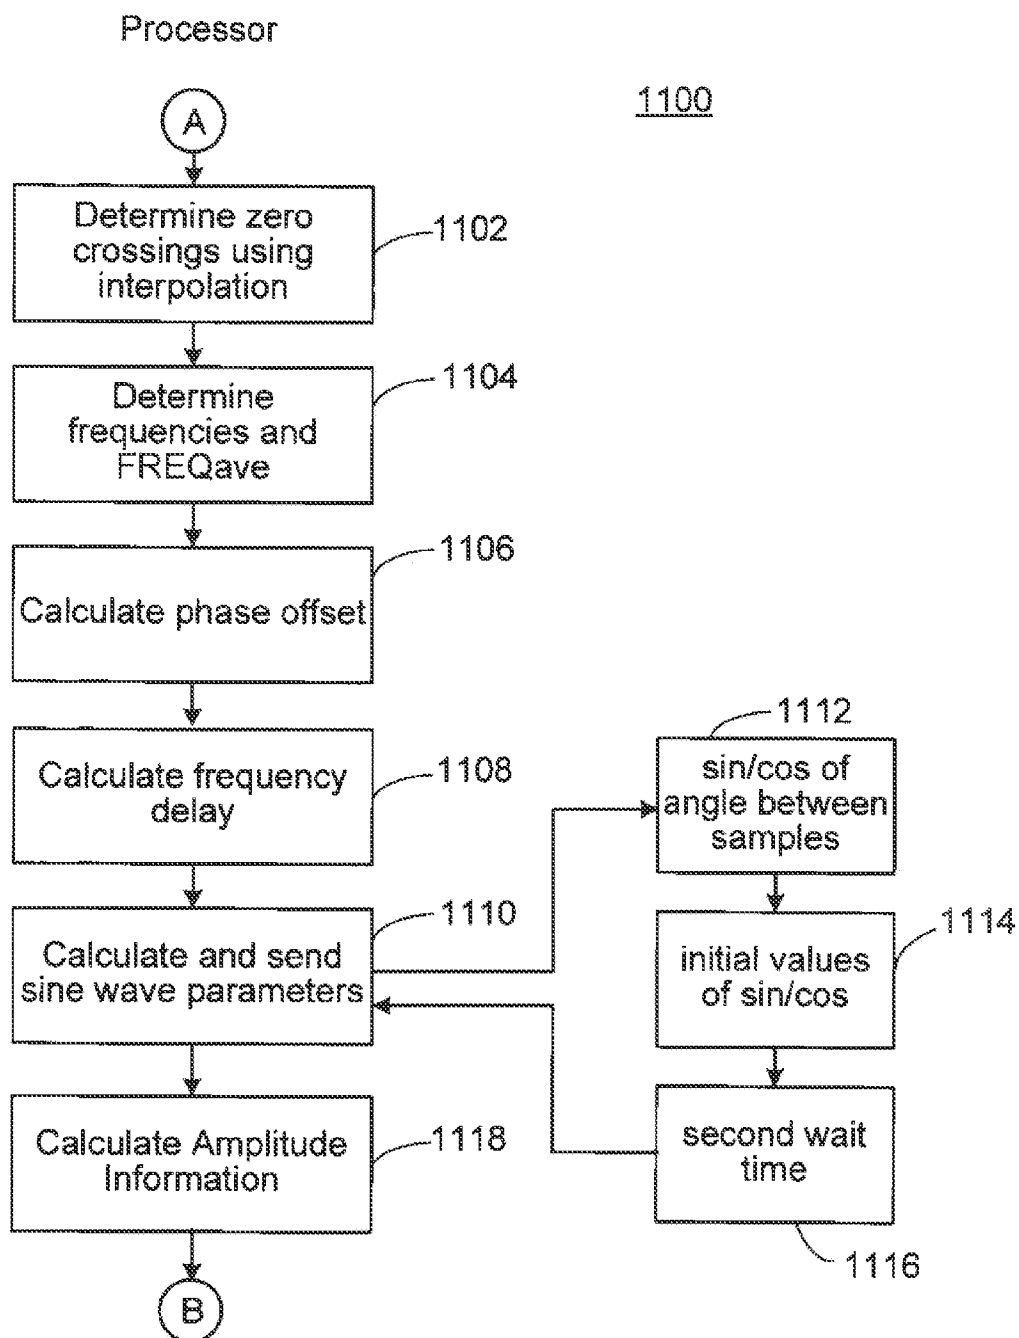 Processor
1100
A
Determine zero
crossings using
interpolation
1102
Determine
frequencies and
FREQave
1104
Calculate phase offset
1106
Calculate frequency
delay
1108
Calculate and send
sine wave parameters
1110
sin/cos of
angle between
samples
1112
initial values
of sin/cos
1114
second wait
time
1116
Calculate Amplitude
Information
1118
B